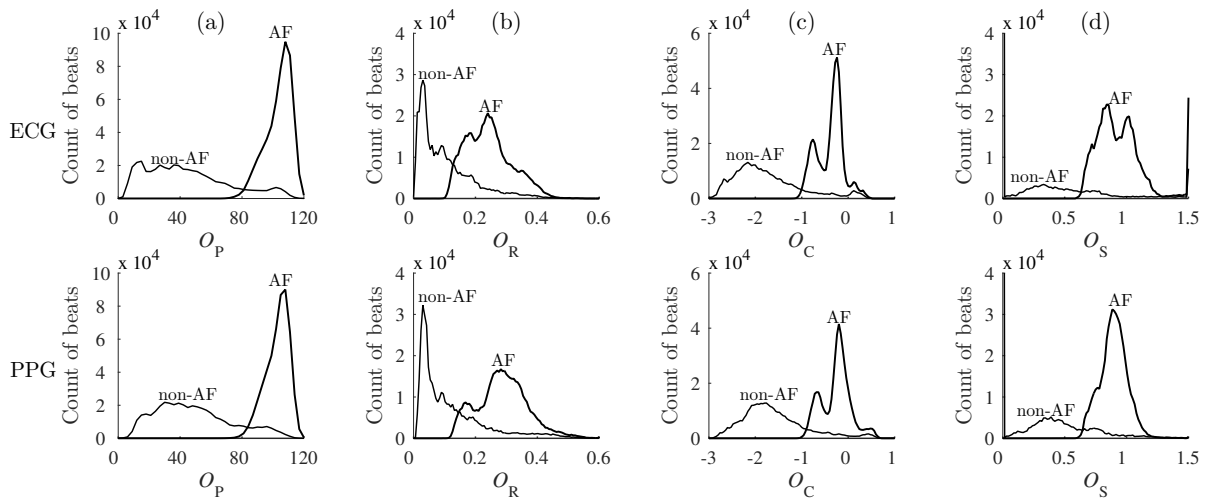 (a) (b) (c) (d)
x 10^4 x 10^4 x 10^4 x 10^4
ECG
Count of beats
10
8
6
4
2
0
AF
non-AF
0 40 80 120
O_P
Count of beats
4
3
2
1
0
non-AF
AF
0 0.2 0.4 0.6
O_R
Count of beats
6
4
2
0
AF
non-AF
-3 -2 -1 0 1
O_C
Count of beats
4
3
2
1
0
AF
non-AF
0 0.5 1 1.5
O_S
PPG
x 10^4 x 10^4 x 10^4 x 10^4
Count of beats
10
8
6
4
2
0
AF
non-AF
0 40 80 120
O_P
Count of beats
4
3
2
1
0
non-AF
AF
0 0.2 0.4 0.6
O_R
Count of beats
6
4
2
0
AF
non-AF
-3 -2 -1 0 1
O_C
Count of beats
4
3
2
1
0
AF
non-AF
0 0.5 1 1.5
O_S